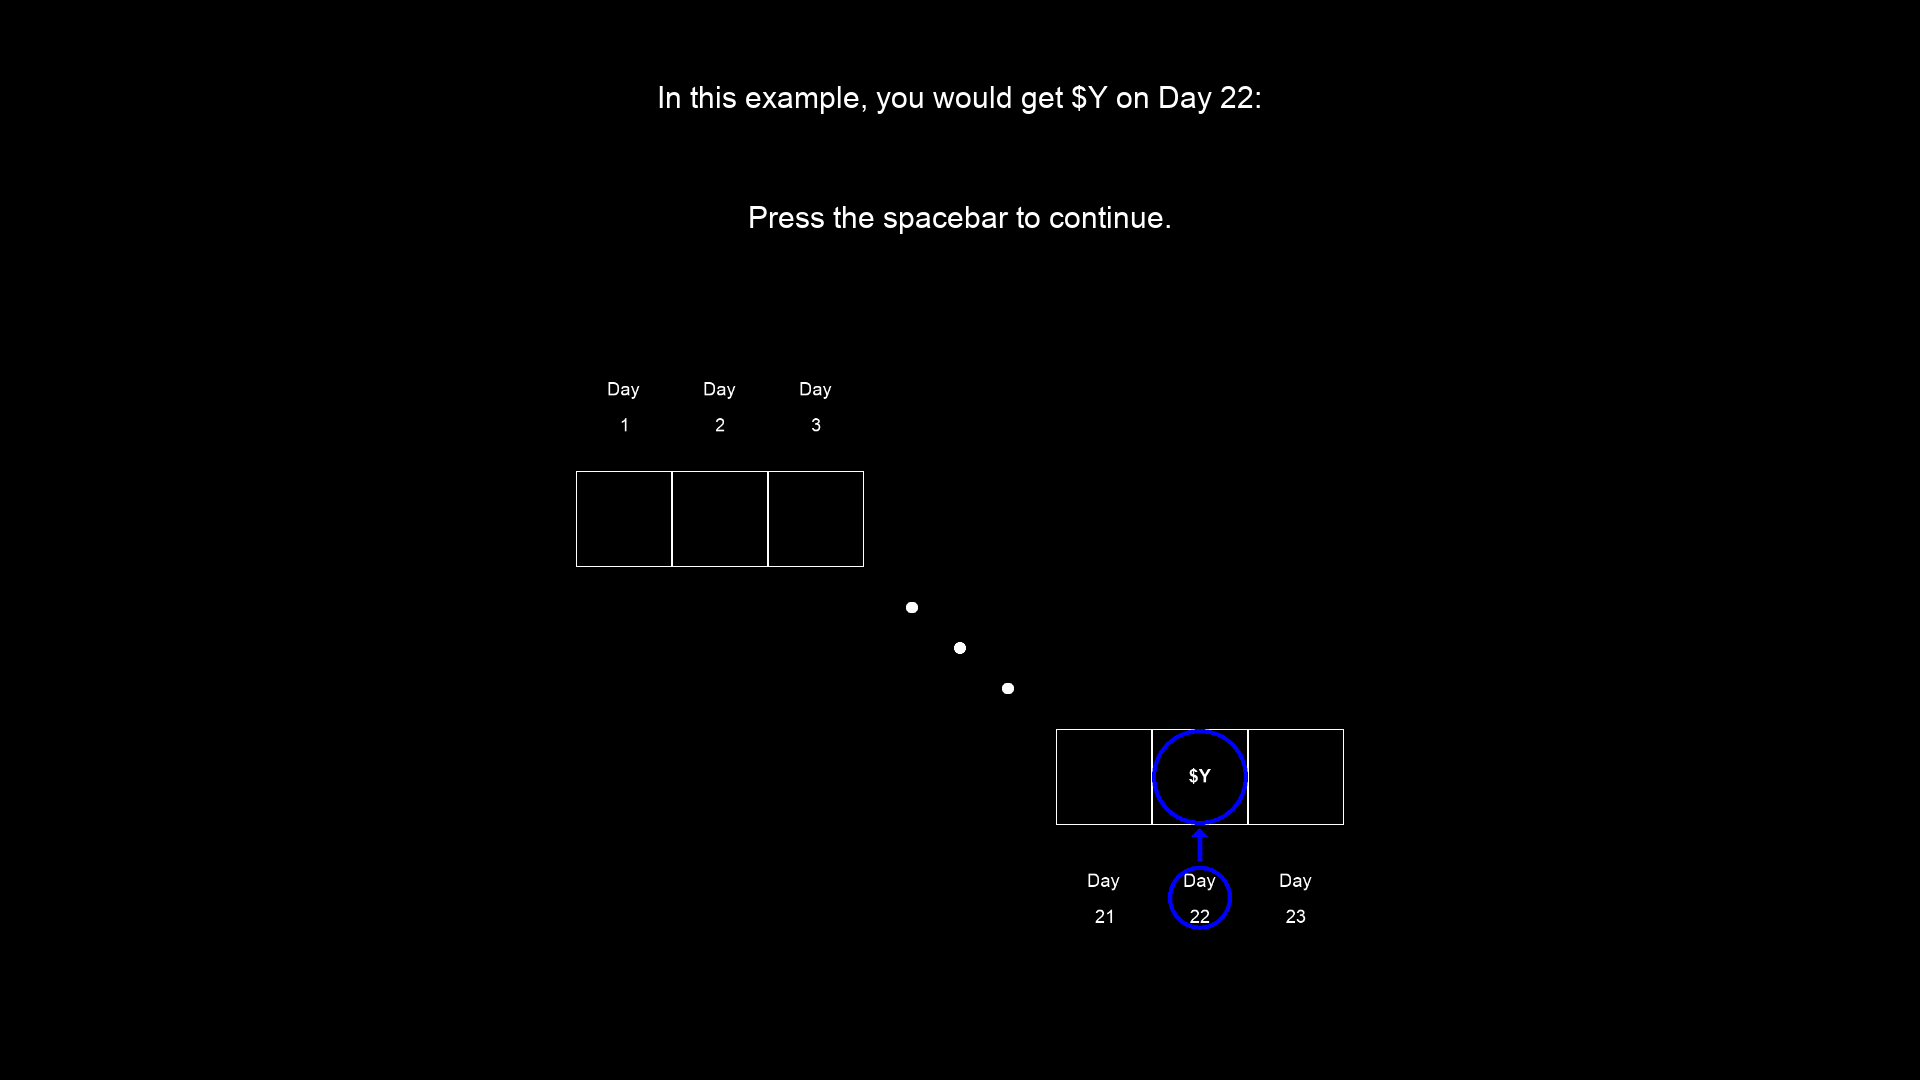 In this example, you would get $Y on Day 22:
Press the spacebar to continue.
Day Day Day
1 2 3
$Y
Day Day Day
21 22 23